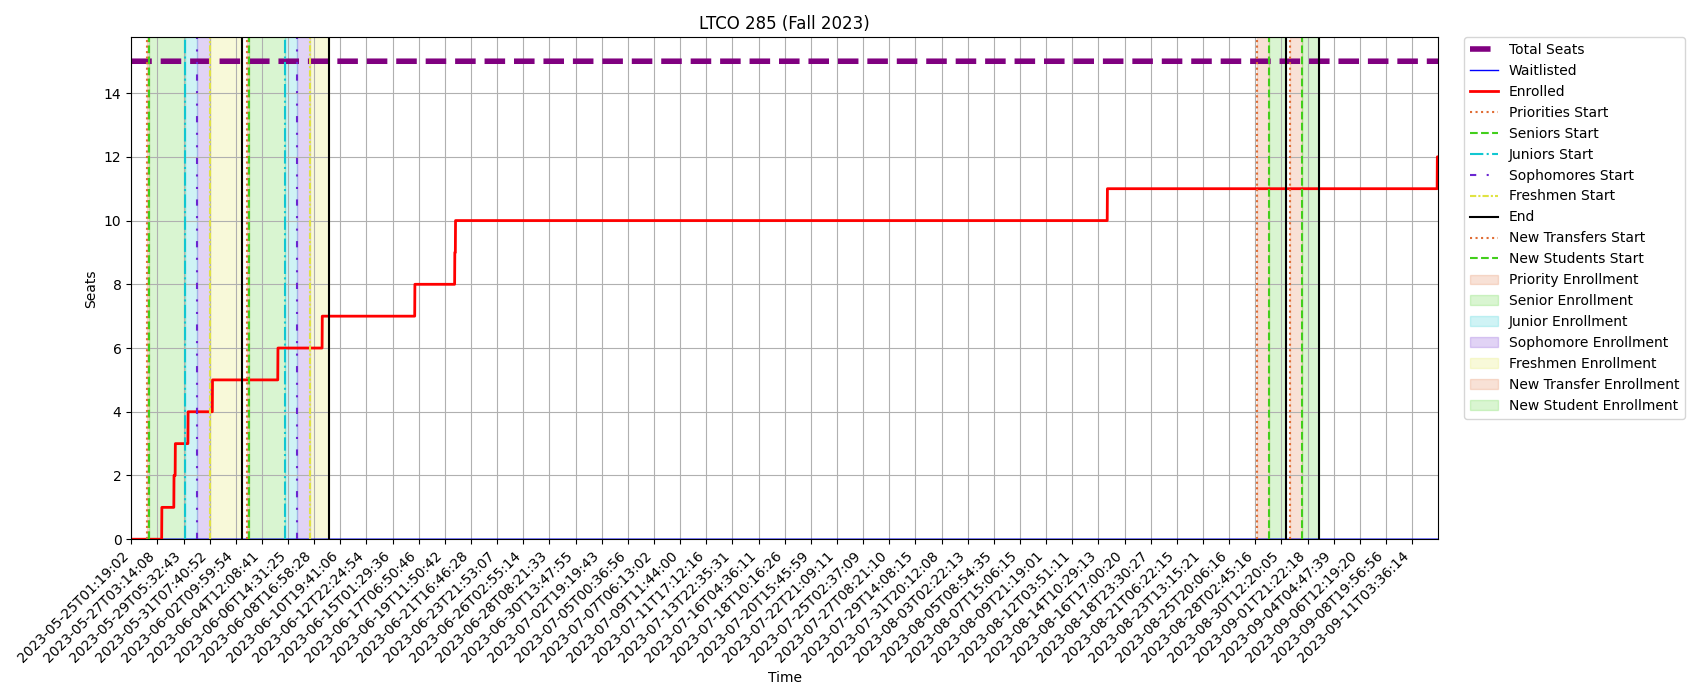 LTCO 285 (Fall 2023)
Seats
14
12
10
8
6
4
2
0
2023-05-25T01:19:02
2023-05-27T03:14:08
2023-05-29T05:32:43
2023-05-31T07:40:52
2023-06-02T09:59:54
2023-06-04T12:08:41
2023-06-06T14:31:25
2023-06-08T16:58:28
2023-06-10T19:41:06
2023-06-12T22:24:54
2023-06-15T01:29:36
2023-06-17T06:50:46
2023-06-19T11:50:42
2023-06-21T16:46:28
2023-06-23T21:53:07
2023-06-26T02:55:14
2023-06-28T08:21:33
2023-06-30T13:47:55
2023-07-02T19:19:43
2023-07-05T00:36:56
2023-07-07T06:13:02
2023-07-09T11:44:00
2023-07-11T17:12:16
2023-07-13T22:35:31
2023-07-16T04:36:11
2023-07-18T10:16:26
2023-07-20T15:45:59
2023-07-22T21:09:11
2023-07-25T02:37:09
2023-07-27T08:21:10
2023-07-29T14:08:15
2023-07-31T20:12:08
2023-08-03T02:22:13
2023-08-05T08:54:35
2023-08-07T15:06:15
2023-08-09T21:19:01
2023-08-12T03:51:11
2023-08-14T10:29:13
2023-08-16T17:00:20
2023-08-18T23:30:27
2023-08-21T06:22:15
2023-08-23T13:15:21
2023-08-25T20:06:16
2023-08-28T02:45:16
2023-08-30T12:20:05
2023-09-01T21:22:18
2023-09-04T04:47:39
2023-09-06T12:19:20
2023-09-08T19:56:56
2023-09-11T03:36:14
Time
Total Seats
Waitlisted
Enrolled
Priorities Start
Seniors Start
Juniors Start
Sophomores Start
Freshmen Start
End
New Transfers Start
New Students Start
Priority Enrollment
Senior Enrollment
Junior Enrollment
Sophomore Enrollment
Freshmen Enrollment
New Transfer Enrollment
New Student Enrollment